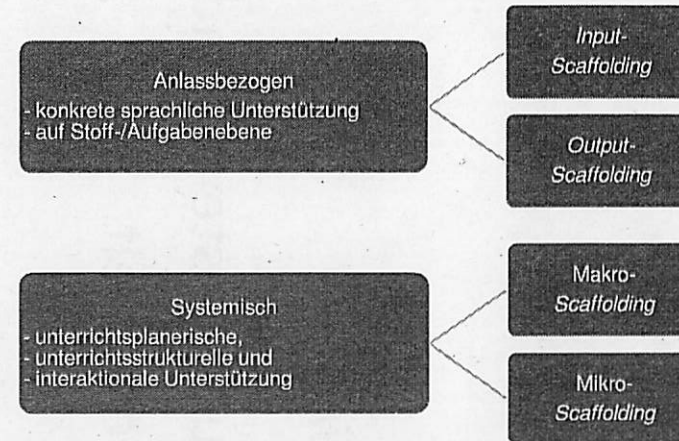 Anlassbezogen
- konkrete sprachliche Unterstützung
- auf Stoff-/Aufgabenebene
Input-
Scaffolding
Output-
Scaffolding
Systemisch
- unterrichtsplanerische,
- unterrichtsstrukturelle und
- interaktionale Unterstützung
Makro-
Scaffolding
Mikro-
Scaffolding